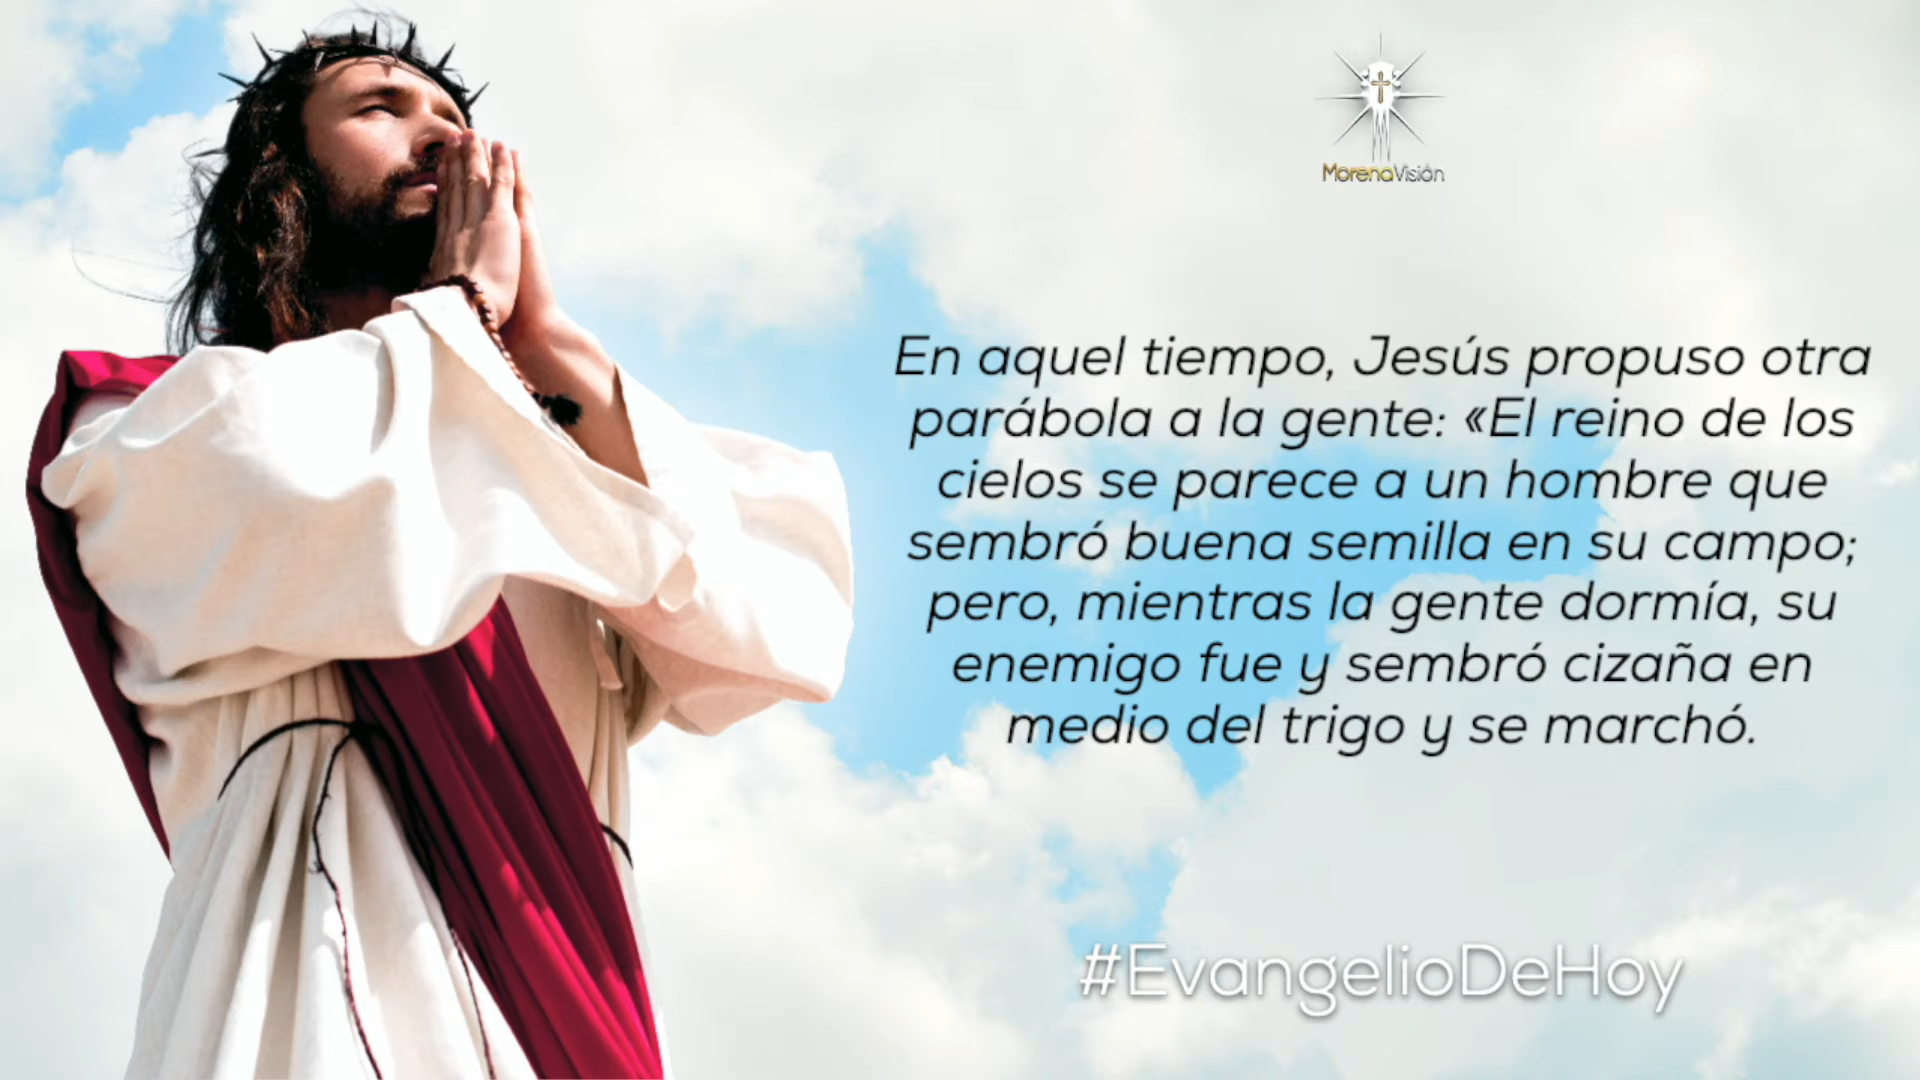 MorenaVisión
En aquel tiempo, Jesús propuso otra
parábola a la gente: «El reino de los
cielos se parece a un hombre que
sembró buena semilla en su campo;
pero, mientras la gente dormía, su
enemigo fue y sembró cizaña en
medio del trigo y se marchó.
#EvangelioDeHoy